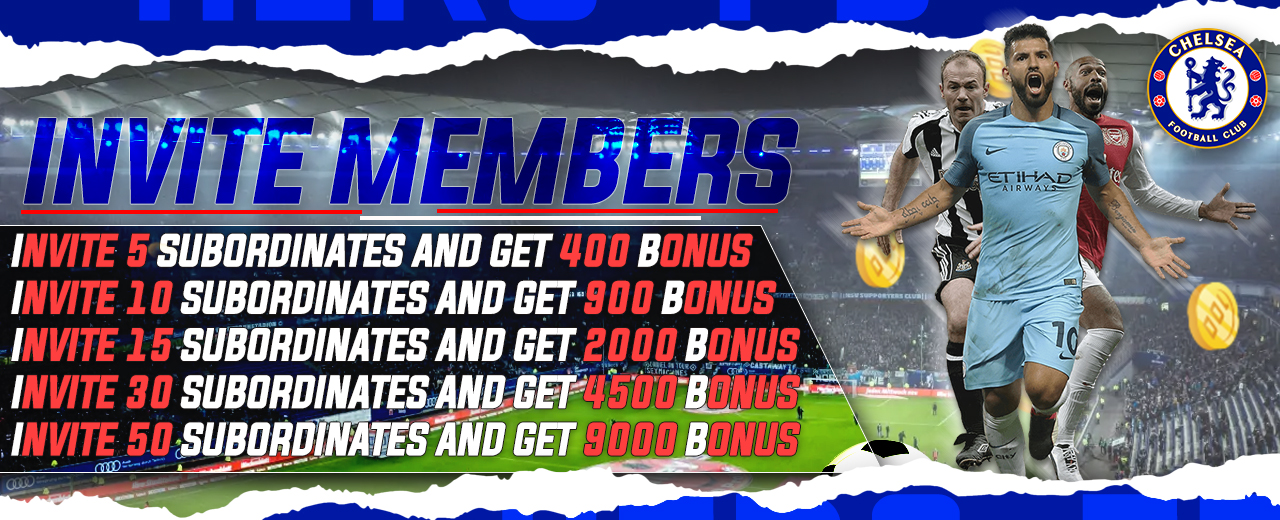 INVITE MEMBERS
INVITE 5 SUBORDINATES AND GET 400 BONUS
INVITE 10 SUBORDINATES AND GET 900 BONUS
INVITE 15 SUBORDINATES AND GET 2000 BONUS
INVITE 30 SUBORDINATES AND GET 4500 BONUS
INVITE 50 SUBORDINATES AND GET 9000 BONUS
CHELSEA
FOOTBALL CLUB
ETIHAD
AIRWAYS
10